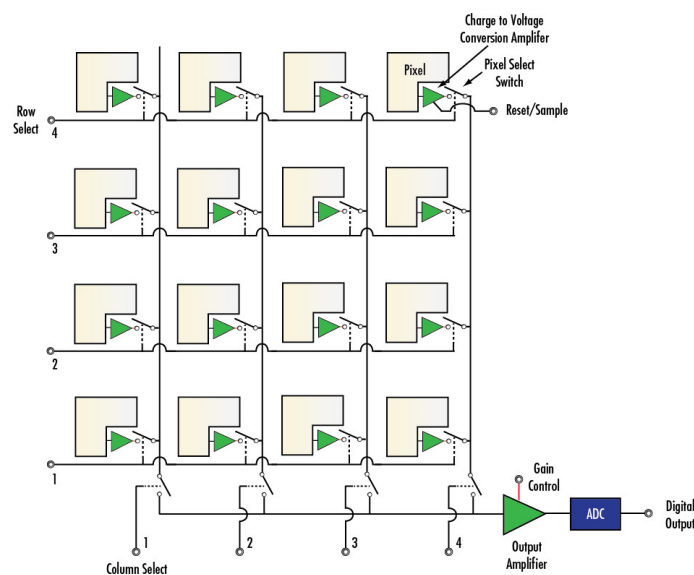 Charge to Voltage
Conversion Amplifer
Pixel
Pixel Select
Switch
Reset/Sample
Row
Select
4
3
2
1
Gain
Control
ADC
Digital
Output
Output
Amplifier
1
2
3
4
Column Select